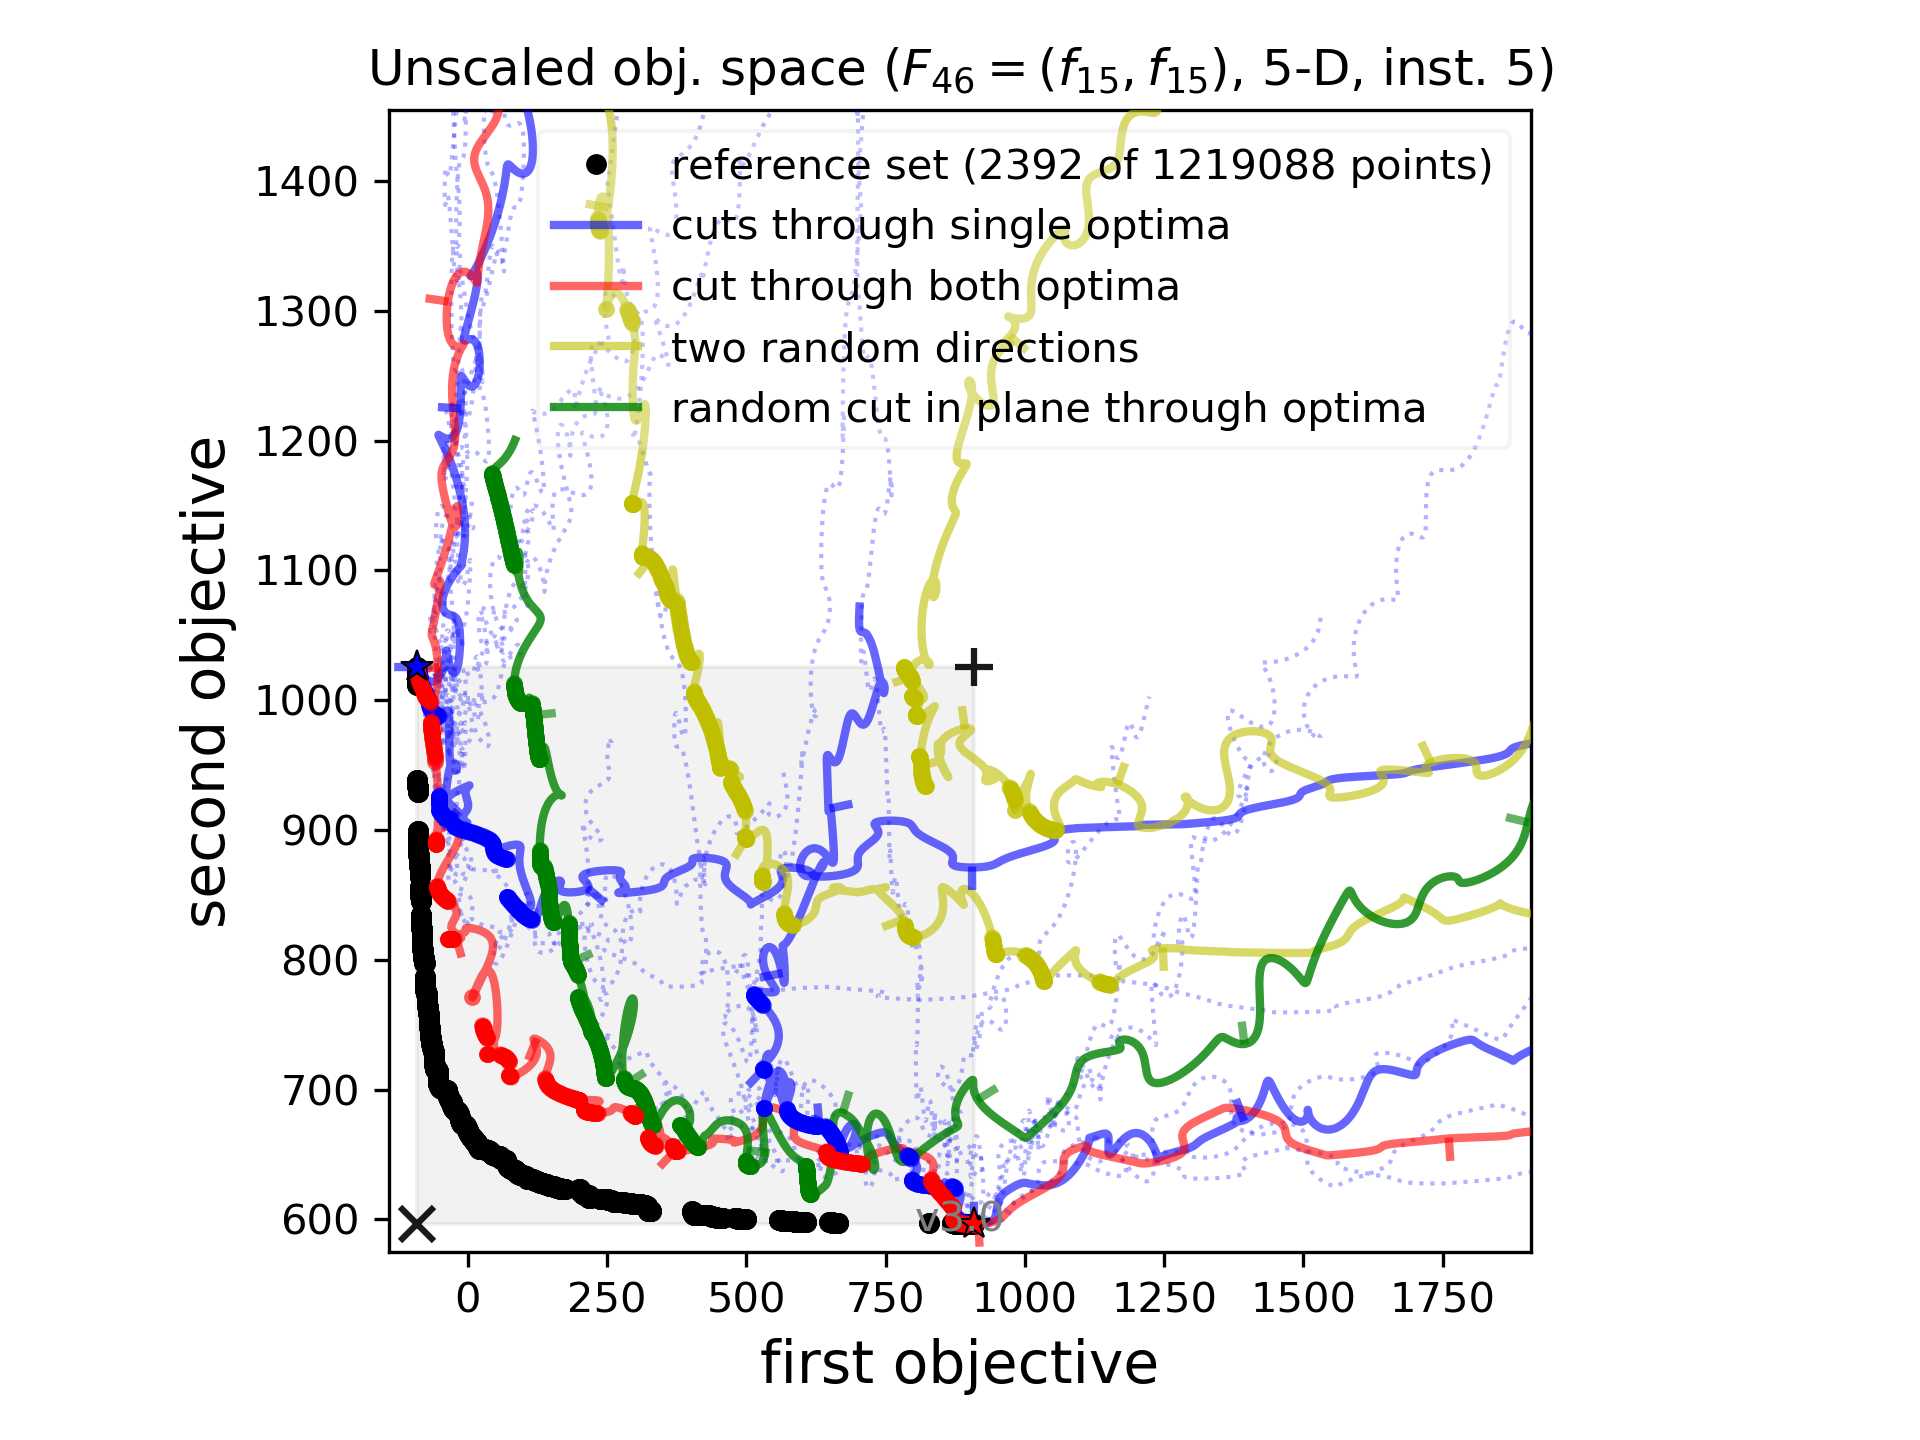 Unscaled obj. space (F₄₆ = (f₁₅, f₁₅), 5-D, inst. 5)
reference set (2392 of 1219088 points)
cuts through single optima
cut through both optima
two random directions
random cut in plane through optima
second objective
1400
1300
1200
1100
1000
900
800
700
600
v3.0
0 250 500 750 1000 1250 1500 1750
first objective